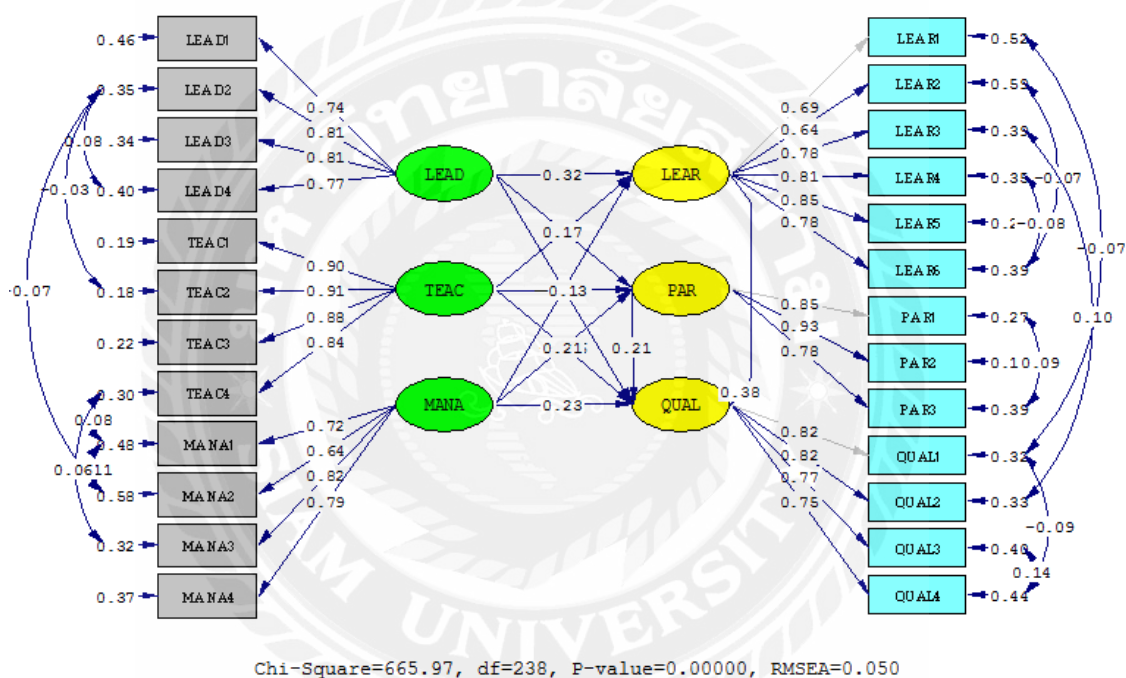 0.46 LEAD1
0.35 LEAD2
0.08 .34 LEAD3
0.40 LEAD4
-0.03
0.19 TEAC1
0.18 TEAC2
-0.07
0.22 TEAC3
0.30 TEAC4
0.08
0.48 MANA1
0.0611
0.58 MANA2
0.32 MANA3
0.37 MANA4
0.74
0.81
0.81
0.77
0.90
0.91
0.88
0.84
0.72
0.64
0.82
0.79
LEAD
TEAC
MANA
0.32
0.17
-0.13
0.21
0.21
0.23
0.38
LEAR
PAR
QUAL
0.69
0.64
0.78
0.81
0.85
0.78
0.85
0.93
0.78
0.82
0.82
0.77
0.75
LEAR1 0.52
LEAR2 0.59
LEAR3 0.39
LEAR4 0.35 -0.07
LEAR5 0.2 -0.08
LEAR6 0.39
-0.07
PAR1 0.27
0.10
PAR2 0.10 0.09
PAR3 0.39
QUAL1 0.32
QUAL2 0.33
-0.09
QUAL3 0.40
0.14
QUAL4 0.44
SIAM UNIVERSITY
Chi-Square=665.97, df=238, P-value=0.00000, RMSEA=0.050